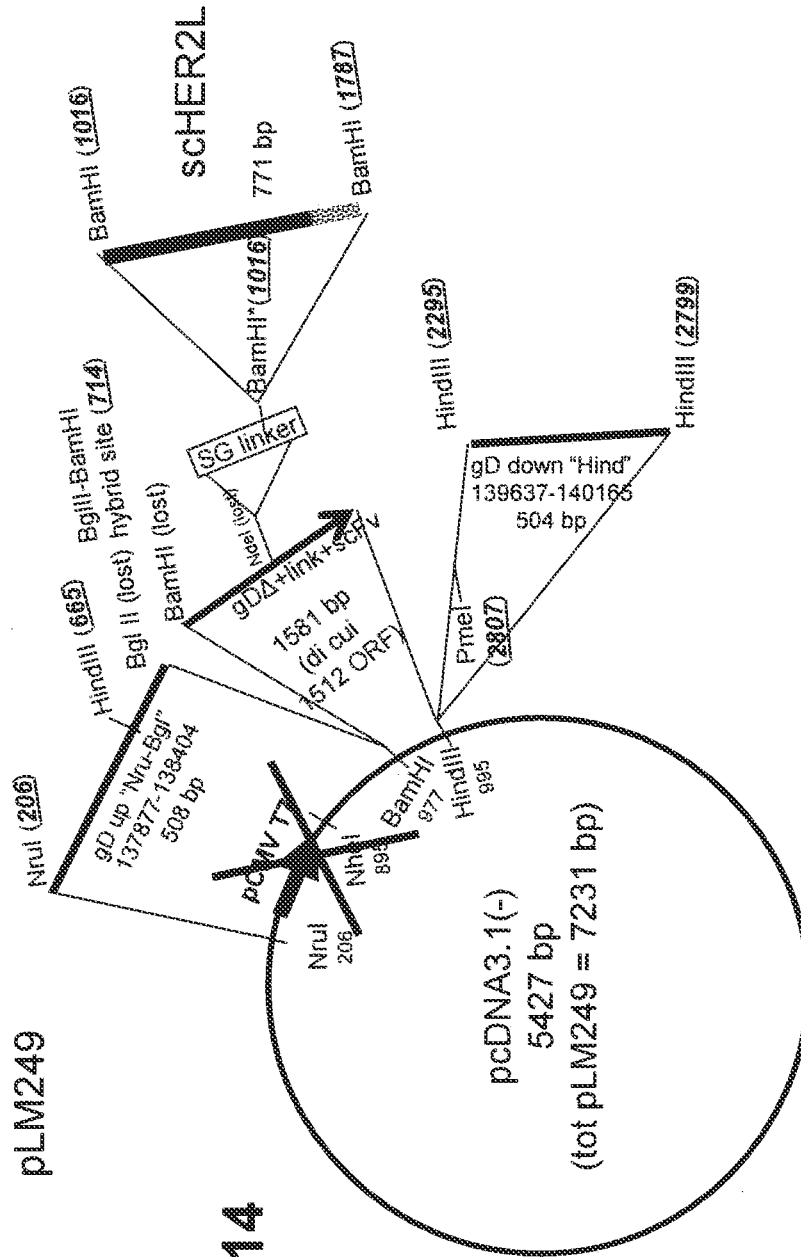 pLM249
14
NruI (206)
gD up "Nru-Bgl"
137877-138404
508 bp
HindIII (665)
Bgl II (lost)
BglII-BamHI
hybrid site (714)
BamHI (lost)
gDΔ+link+scFv
1581 bp
(di cui
1512 ORF)
NdeI (lost)
SG linker
BamHI* (1016)
BamHI (1016)
771 bp
BamHI (1787)
scHER2L
pCMV T7
NruI
206
NheI
895
BamHI
977
HindIII
995
HindIII (2295)
gD down "Hind"
139637-140165
504 bp
PmeI
(2807)
HindIII (2799)
pcDNA3.1(-)
5427 bp
(tot pLM249 = 7231 bp)